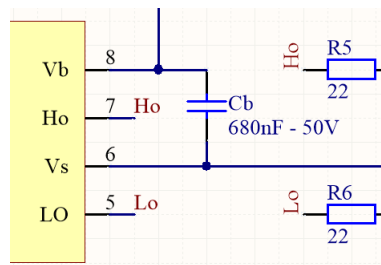 Vb 8
Ho 7 Ho
Vs 6
LO 5 Lo
Cb
680nF - 50V
Ho R5
22
Lo R6
22